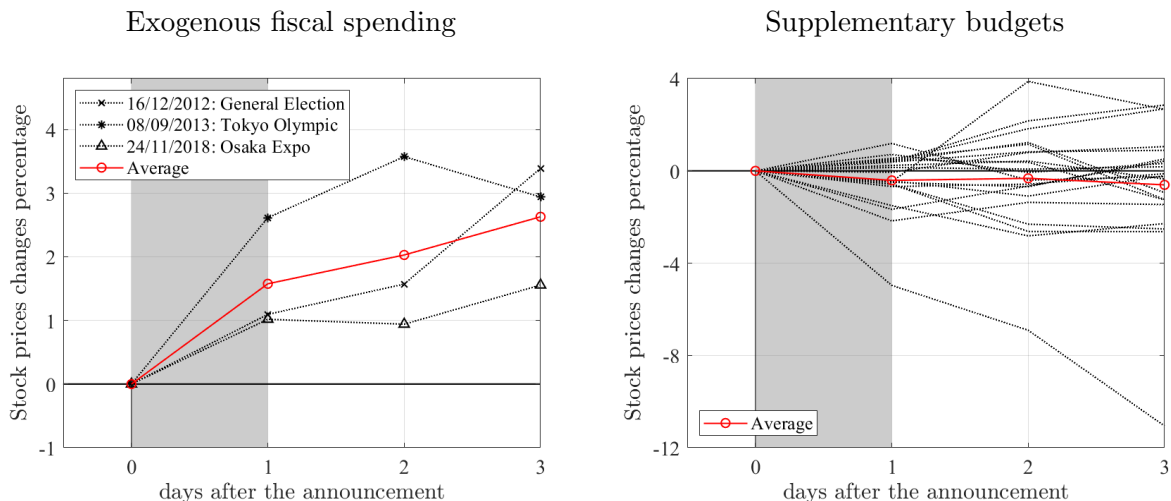 Exogenous fiscal spending
Stock prices changes percentage
4
3
2
1
0
-1
16/12/2012: General Election
08/09/2013: Tokyo Olympic
24/11/2018: Osaka Expo
Average
0
1
2
3
days after the announcement
Supplementary budgets
Stock prices changes percentage
4
0
-4
-8
-12
Average
0
1
2
3
days after the announcement